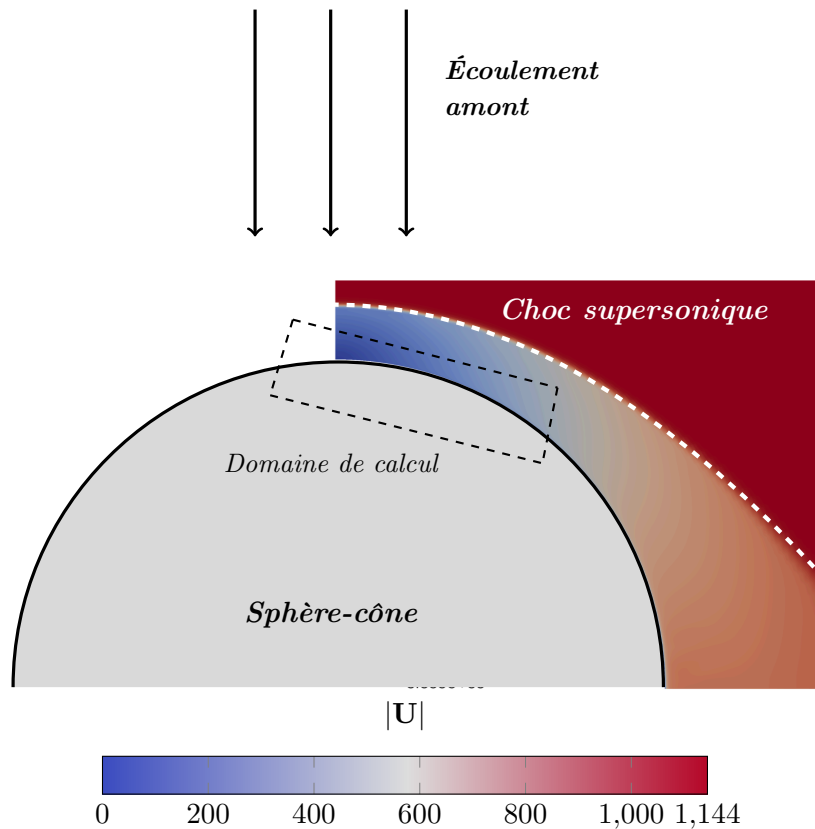 Écoulement
amont
Choc supersonique
Domaine de calcul
Sphère-cône
|U|
0 200 400 600 800 1,000 1,144